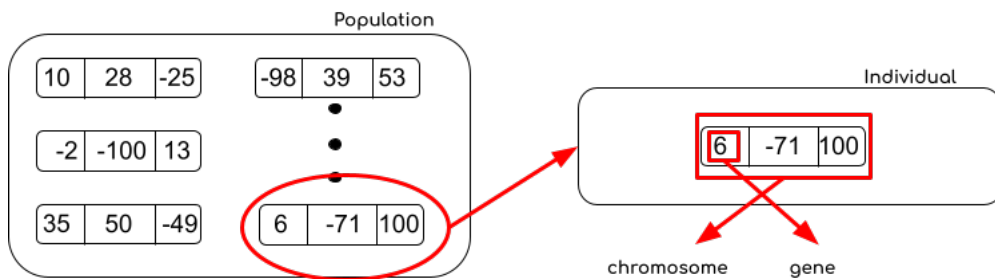 Population
10 28 -25
-98 39 53
Individual
-2 -100 13
6 -71 100
35 50 -49
6 -71 100
chromosome gene